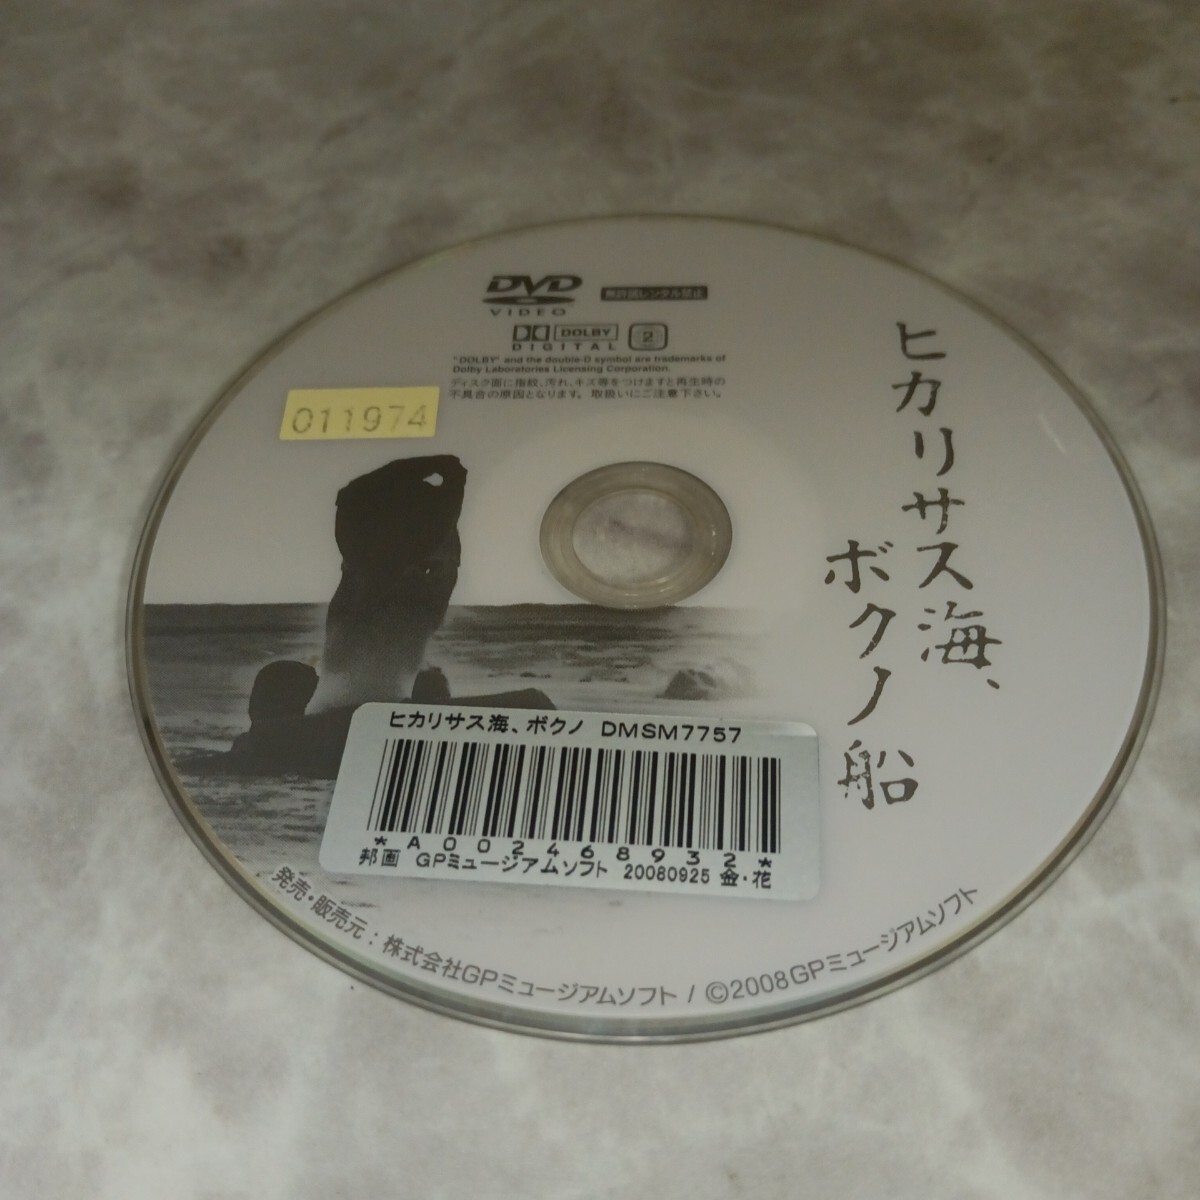 DVD
VIDEO
無許諾レンタル禁止
DOLBY
DIGITAL
2
"DOLBY" and the double-D symbol are trademarks of
Dolby Laboratories Licensing Corporation.
ディスク面に指紋、汚れ、キズ等をつけますと再生時の
不具合の原因となります。取扱いにご注意下さい。
011974
ヒカリサス海、
ボクノ船
ヒカリサス海、ボクノ DMSM7757
*A002468932*
邦画 GPミュージアムソフト 20080925 金・花
発売・販売元：株式会社GPミュージアムソフト / ©2008GPミュージアムソフト